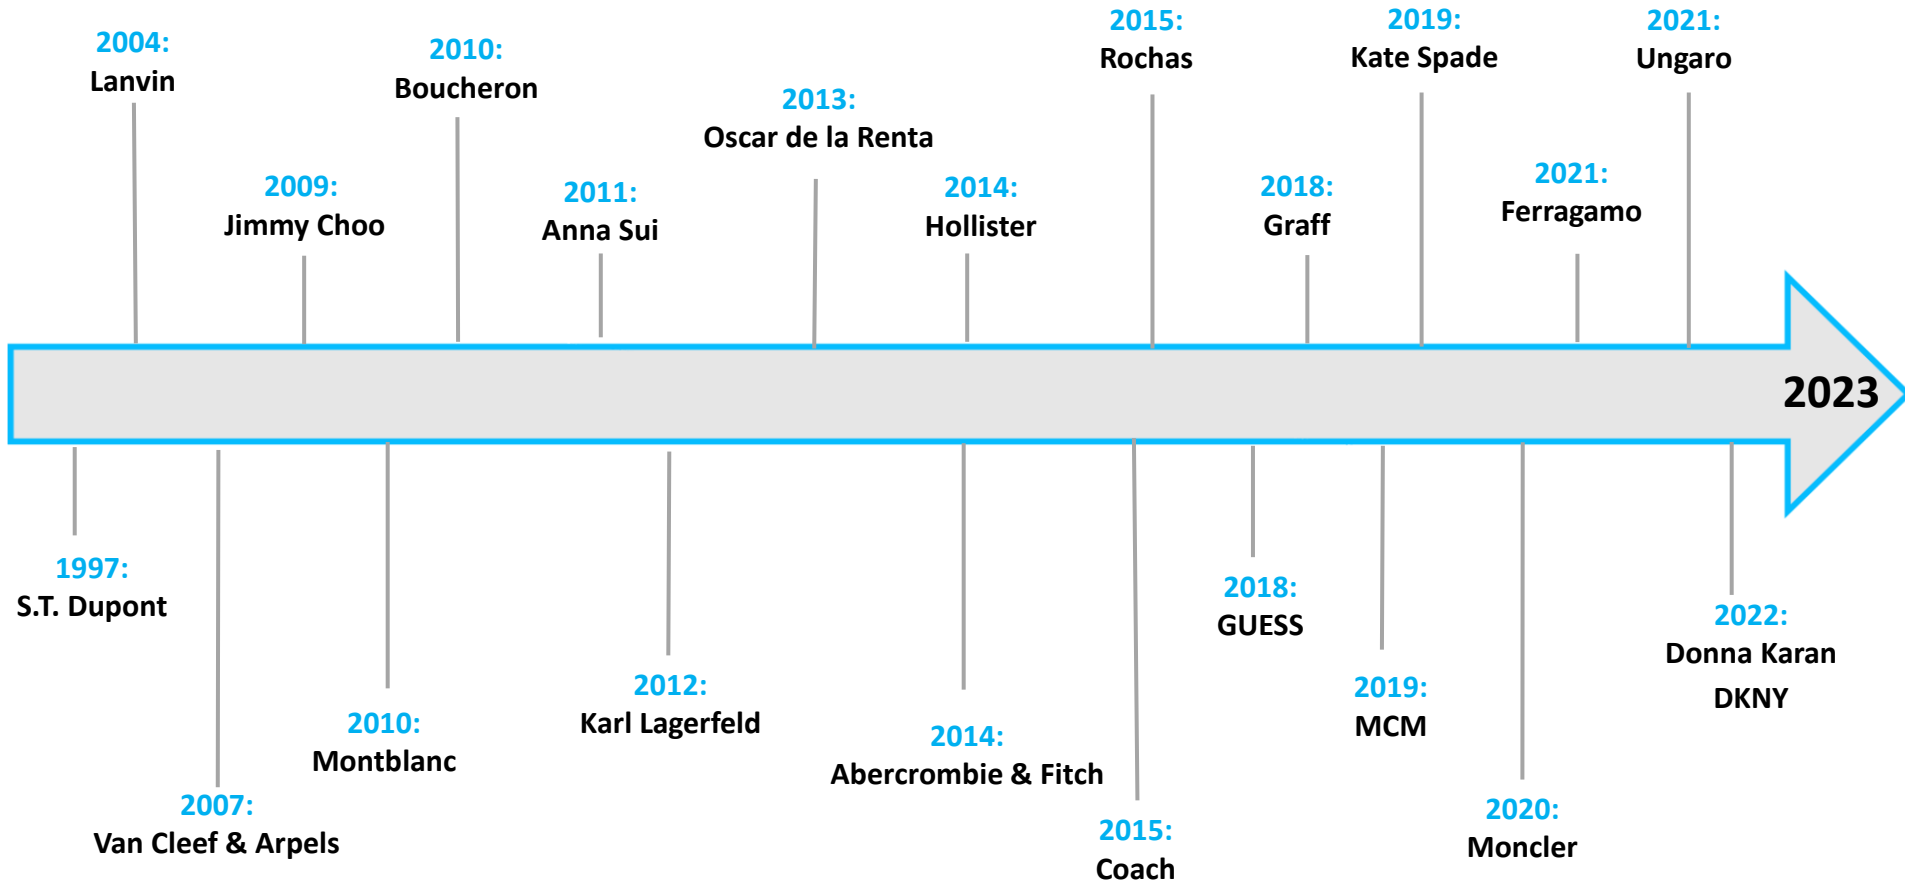 2004:
Lanvin
2009:
Jimmy Choo
2010:
Boucheron
2011:
Anna Sui
2013:
Oscar de la Renta
2014:
Hollister
2015:
Rochas
2018:
Graff
2019:
Kate Spade
2021:
Ferragamo
2021:
Ungaro
2023
1997:
S.T. Dupont
2007:
Van Cleef & Arpels
2010:
Montblanc
2012:
Karl Lagerfeld
2014:
Abercrombie & Fitch
2015:
Coach
2018:
GUESS
2019:
MCM
2020:
Moncler
2022:
Donna Karan
DKNY